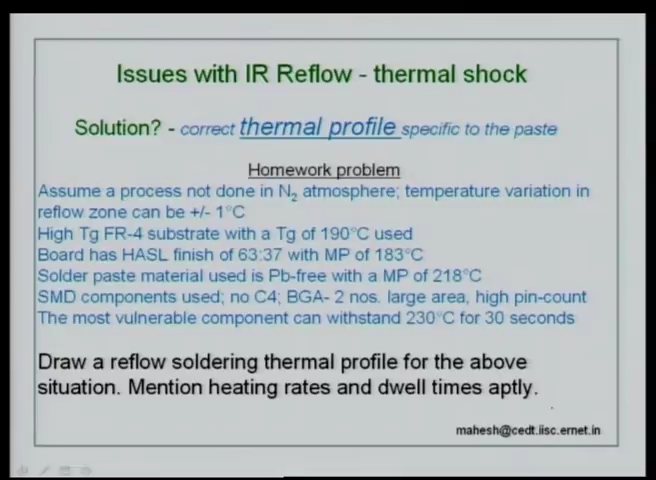 Issues with IR Reflow - thermal shock
Solution? - correct thermal profile specific to the paste
Homework problem
Assume a process not done in N2 atmosphere; temperature variation in
reflow zone can be +/- 1°C
High Tg FR-4 substrate with a Tg of 190°C used
Board has HASL finish of 63:37 with MP of 183°C
Solder paste material used is Pb-free with a MP of 218°C
SMD components used; no C4; BGA- 2 nos. large area, high pin-count
The most vulnerable component can withstand 230°C for 30 seconds
Draw a reflow soldering thermal profile for the above
situation. Mention heating rates and dwell times aptly.
mahesh@cedt.iisc.ernet.in